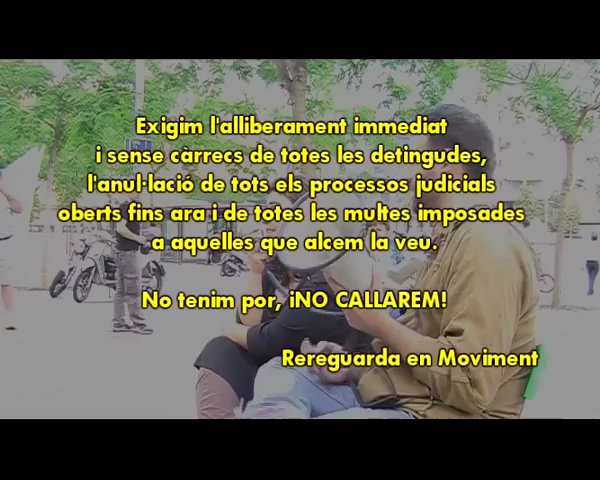 Exigim l'alliberament immediat
i sense càrrecs de totes les detingudes,
l'anul·lació de tots els processos judicials
oberts fins ara i de totes les multes imposades
a aquelles que alcem la veu.
No tenim por, ¡NO CALLAREM!
Rereguarda en Moviment